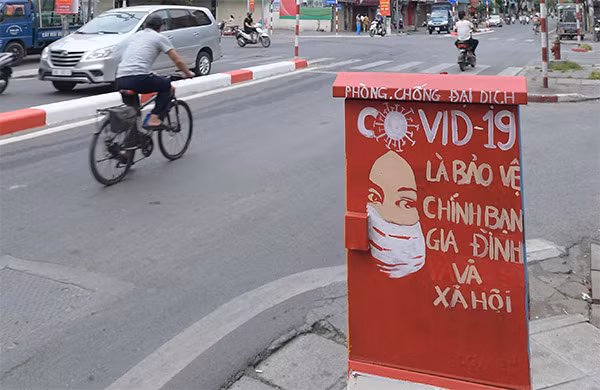 PHÒNG, CHỐNG ĐẠI DỊCH
COVID-19
LÀ BẢO VỆ
CHÍNH BẠN
GIA ĐÌNH
VÀ
XÃ HỘI